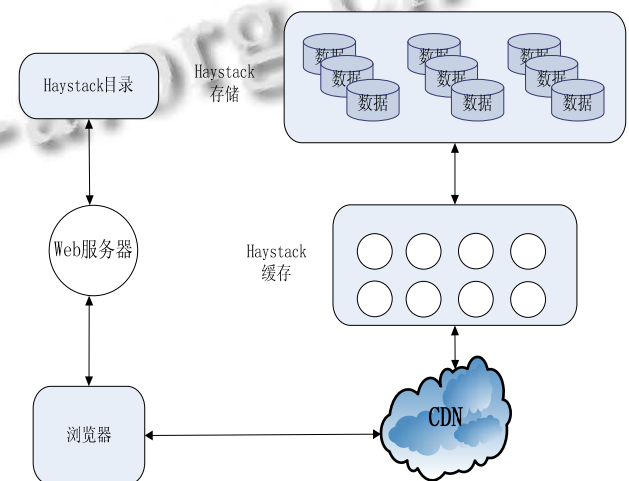 Haystack目录
Haystack
存储
数据 数据 数据
数据 数据 数据
数据 数据 数据
Web服务器
Haystack
缓存
CDN
浏览器